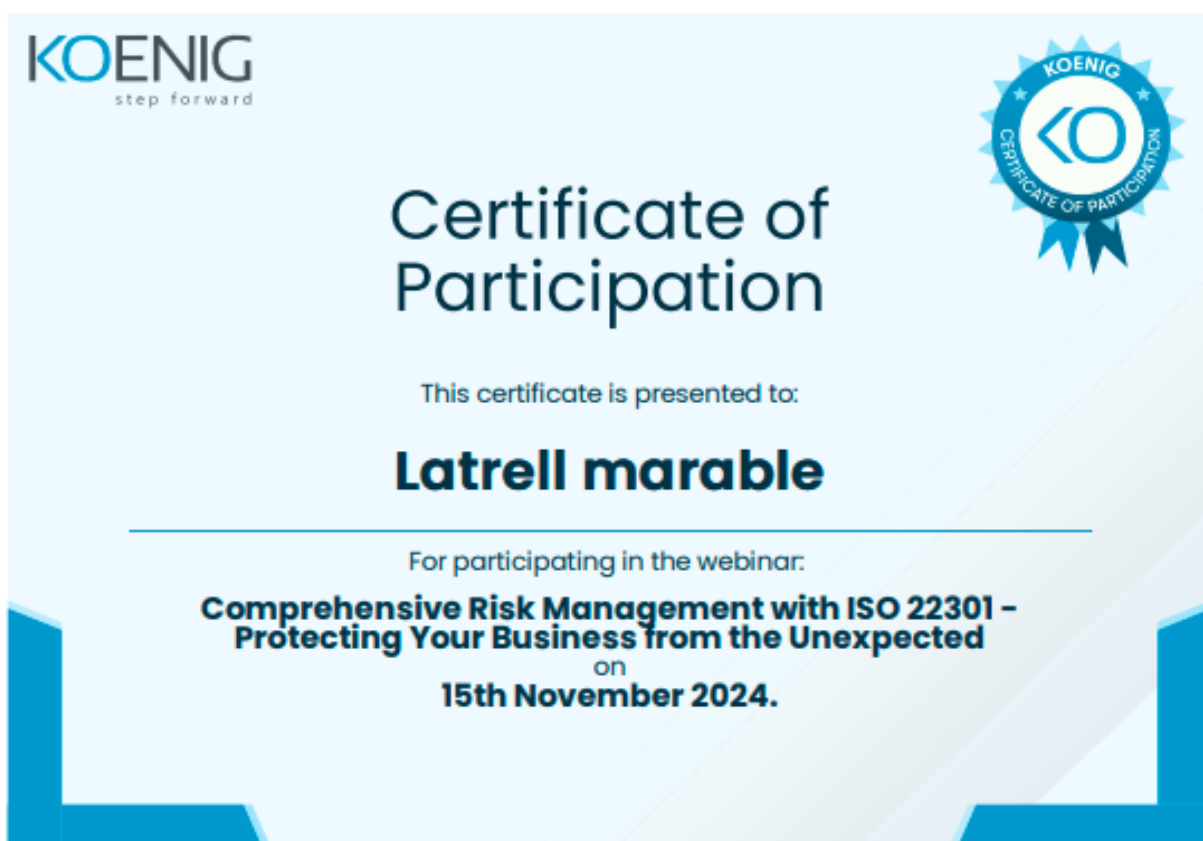 KOENIG
step forward
KOENIG
KO
CERTIFICATE OF PARTICIPATION
Certificate of
Participation
This certificate is presented to:
Latrell marable
For participating in the webinar:
Comprehensive Risk Management with ISO 22301 -
Protecting Your Business from the Unexpected
on
15th November 2024.